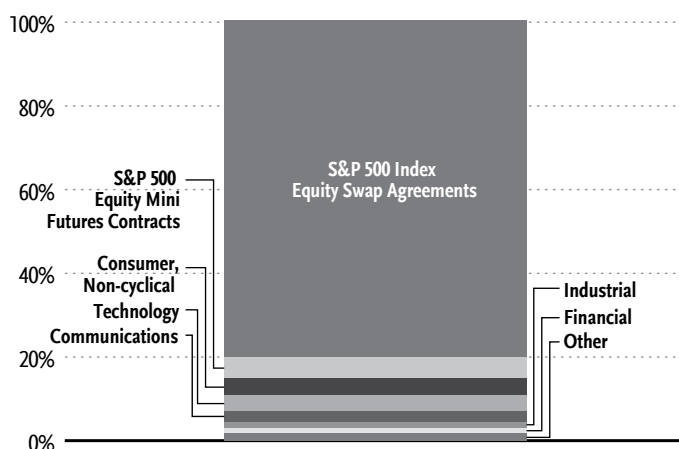 100%
80%
60%
40%
20%
0%
S&P 500 Index
Equity Swap Agreements
S&P 500
Equity Mini
Futures Contracts
Consumer,
Non-cyclical
Technology
Communications
Industrial
Financial
Other